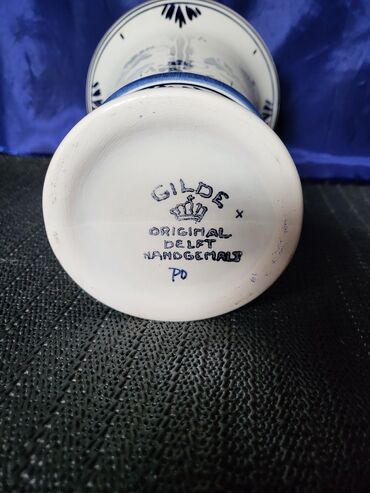 GILDE
x
ORIGINAL
DELFT
HANDGEMALT
PO